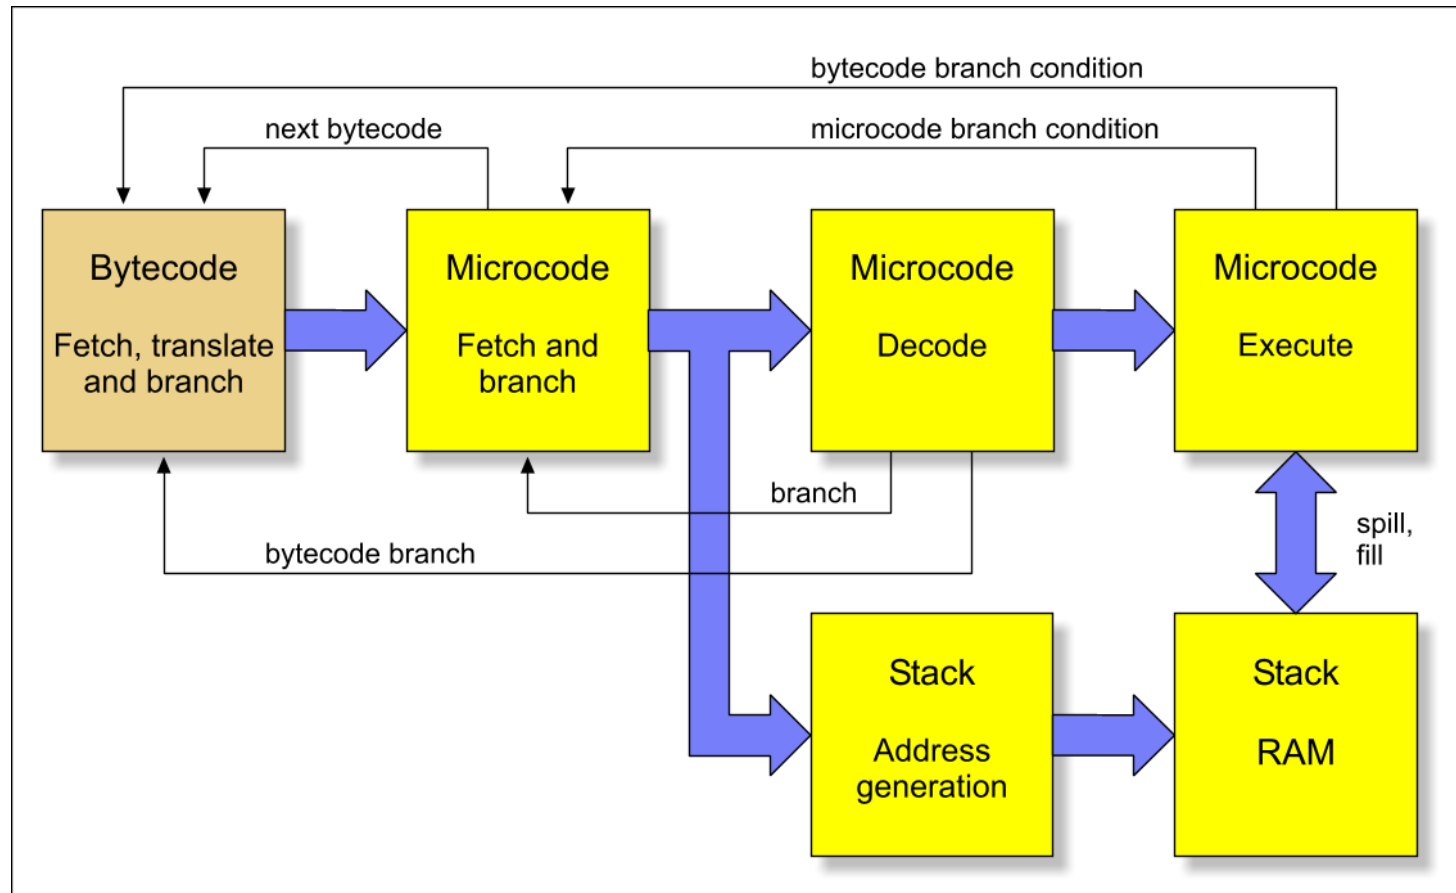 bytecode branch condition
next bytecode
microcode branch condition
Bytecode
Fetch, translate
and branch
Microcode
Fetch and
branch
Microcode
Decode
Microcode
Execute
branch
bytecode branch
spill,
fill
Stack
Address
generation
Stack
RAM